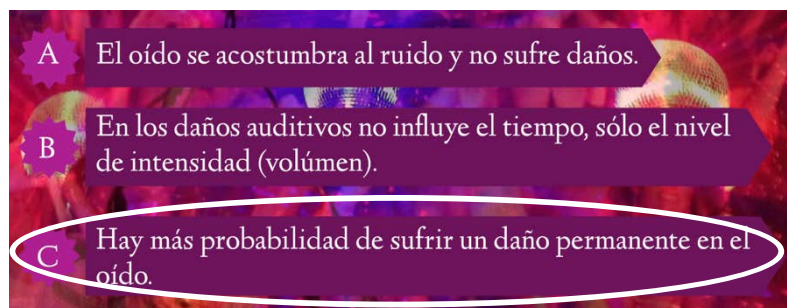 A
El oído se acostumbra al ruido y no sufre daños.
B
En los daños auditivos no influye el tiempo, sólo el nivel
de intensidad (volúmen).
C
Hay más probabilidad de sufrir un daño permanente en el
oído.